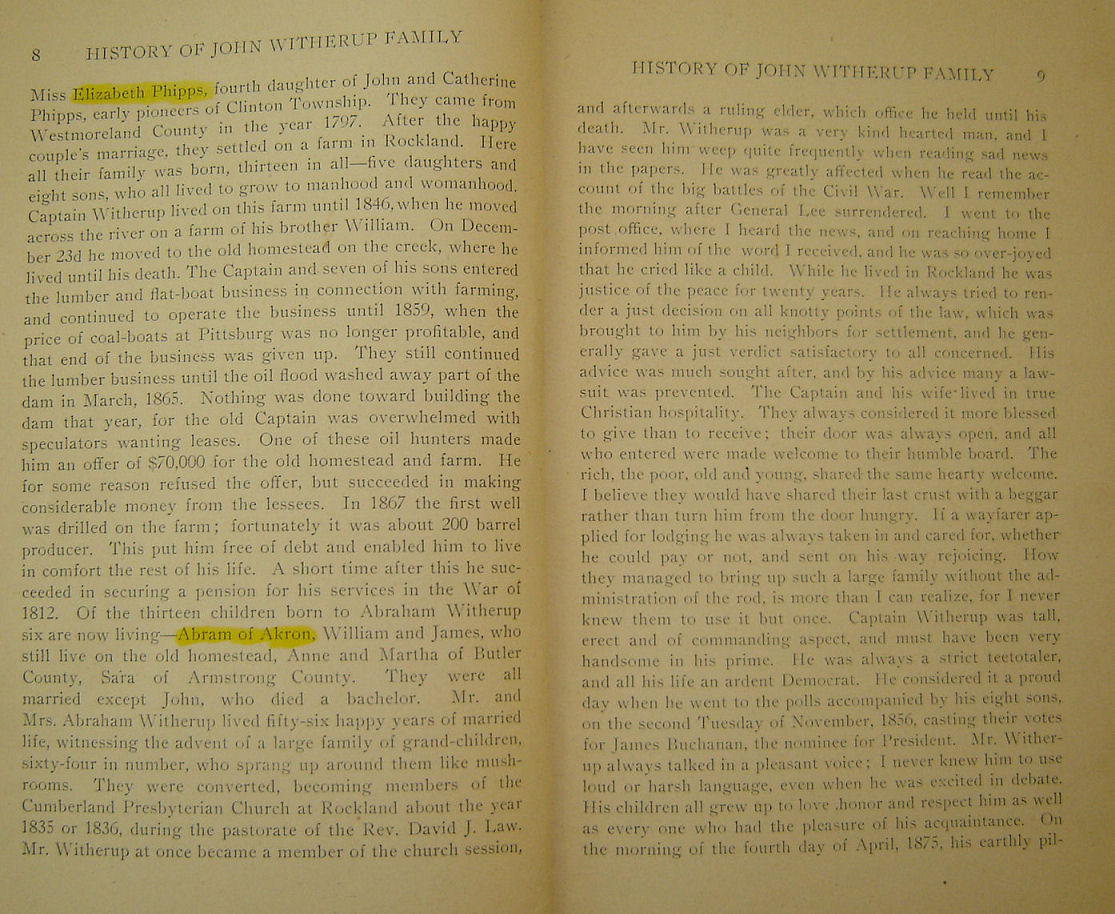 8 HISTORY OF JOHN WITHERUP FAMILY
Miss Elizabeth Phipps, fourth daughter of John and Catherine
Phipps, early pioneers of Clinton Township. They came from
Westmoreland County in the year 1797. After the happy
couple's marriage, they settled on a farm in Rockland. Here
all their family was born, thirteen in all—five daughters and
eight sons, who all lived to grow to manhood and womanhood.
Captain Witherup lived on this farm until 1846, when he moved
across the river on a farm of his brother William. On Decem-
ber 23d he moved to the old homestead on the creek, where he
lived until his death. The Captain and seven of his sons entered
the lumber and flat-boat business in connection with farming,
and continued to operate the business until 1859, when the
price of coal-boats at Pittsburg was no longer profitable, and
that end of the business was given up. They still continued
the lumber business until the oil flood washed away part of the
dam in March, 1865. Nothing was done toward building the
dam that year, for the old Captain was overwhelmed with
speculators wanting leases. One of these oil hunters made
him an offer of $70,000 for the old homestead and farm. He
for some reason refused the offer, but succeeded in making
considerable money from the lessees. In 1867 the first well
was drilled on the farm; fortunately it was about 200 barrel
producer. This put him free of debt and enabled him to live
in comfort the rest of his life. A short time after this he suc-
ceeded in securing a pension for his services in the War of
1812. Of the thirteen children born to Abraham Witherup
six are now living—Abram of Akron, William and James, who
still live on the old homestead, Anne and Martha of Butler
County, Sara of Armstrong County. They were all
married except John, who died a bachelor. Mr. and
Mrs. Abraham Witherup lived fifty-six happy years of married
life, witnessing the advent of a large family of grand-children,
sixty-four in number, who sprang up around them like mush-
rooms. They were converted, becoming members of the
Cumberland Presbyterian Church at Rockland about the year
1835 or 1836, during the pastorate of the Rev. David J. Law.
Mr. Witherup at once became a member of the church session,
HISTORY OF JOHN WITHERUP FAMILY 9
and afterwards a ruling elder, which office he held until his
death. Mr. Witherup was a very kind hearted man, and I
have seen him weep quite frequently when reading sad news
in the papers. He was greatly affected when he read the ac-
count of the big battles of the Civil War. Well I remember
the morning after General Lee surrendered. I went to the
post office, where I heard the news, and on reaching home I
informed him of the word I received, and he was so over-joyed
that he cried like a child. While he lived in Rockland he was
justice of the peace for twenty years. He always tried to ren-
der a just decision on all knotty points of the law, which was
brought to him by his neighbors for settlement, and he gen-
erally gave a just verdict satisfactory to all concerned. His
advice was much sought after, and by his advice many a law-
suit was prevented. The Captain and his wife lived in true
Christian hospitality. They always considered it more blessed
to give than to receive; their door was always open, and all
who entered were made welcome to their humble board. The
rich, the poor, old and young, shared the same hearty welcome.
I believe they would have shared their last crust with a beggar
rather than turn him from the door hungry. If a wayfarer ap-
plied for lodging he was always taken in and cared for, whether
he could pay or not, and sent on his way rejoicing. How
they managed to bring up such a large family without the ad-
ministration of the rod, is more than I can realize, for I never
knew them to use it but once. Captain Witherup was tall,
erect and of commanding aspect, and must have been very
handsome in his prime. He was always a strict teetotaler,
and all his life an ardent Democrat. He considered it a proud
day when he went to the polls accompanied by his eight sons,
on the second Tuesday of November, 1856, casting their votes
for James Buchanan, the nominee for President. Mr. Wither-
up always talked in a pleasant voice; I never knew him to use
loud or harsh language, even when he was excited in debate.
His children all grew up to love .honor and respect him as well
as every one who had the pleasure of his acquaintance. On
the morning of the fourth day of April, 1875, his earthly pil-